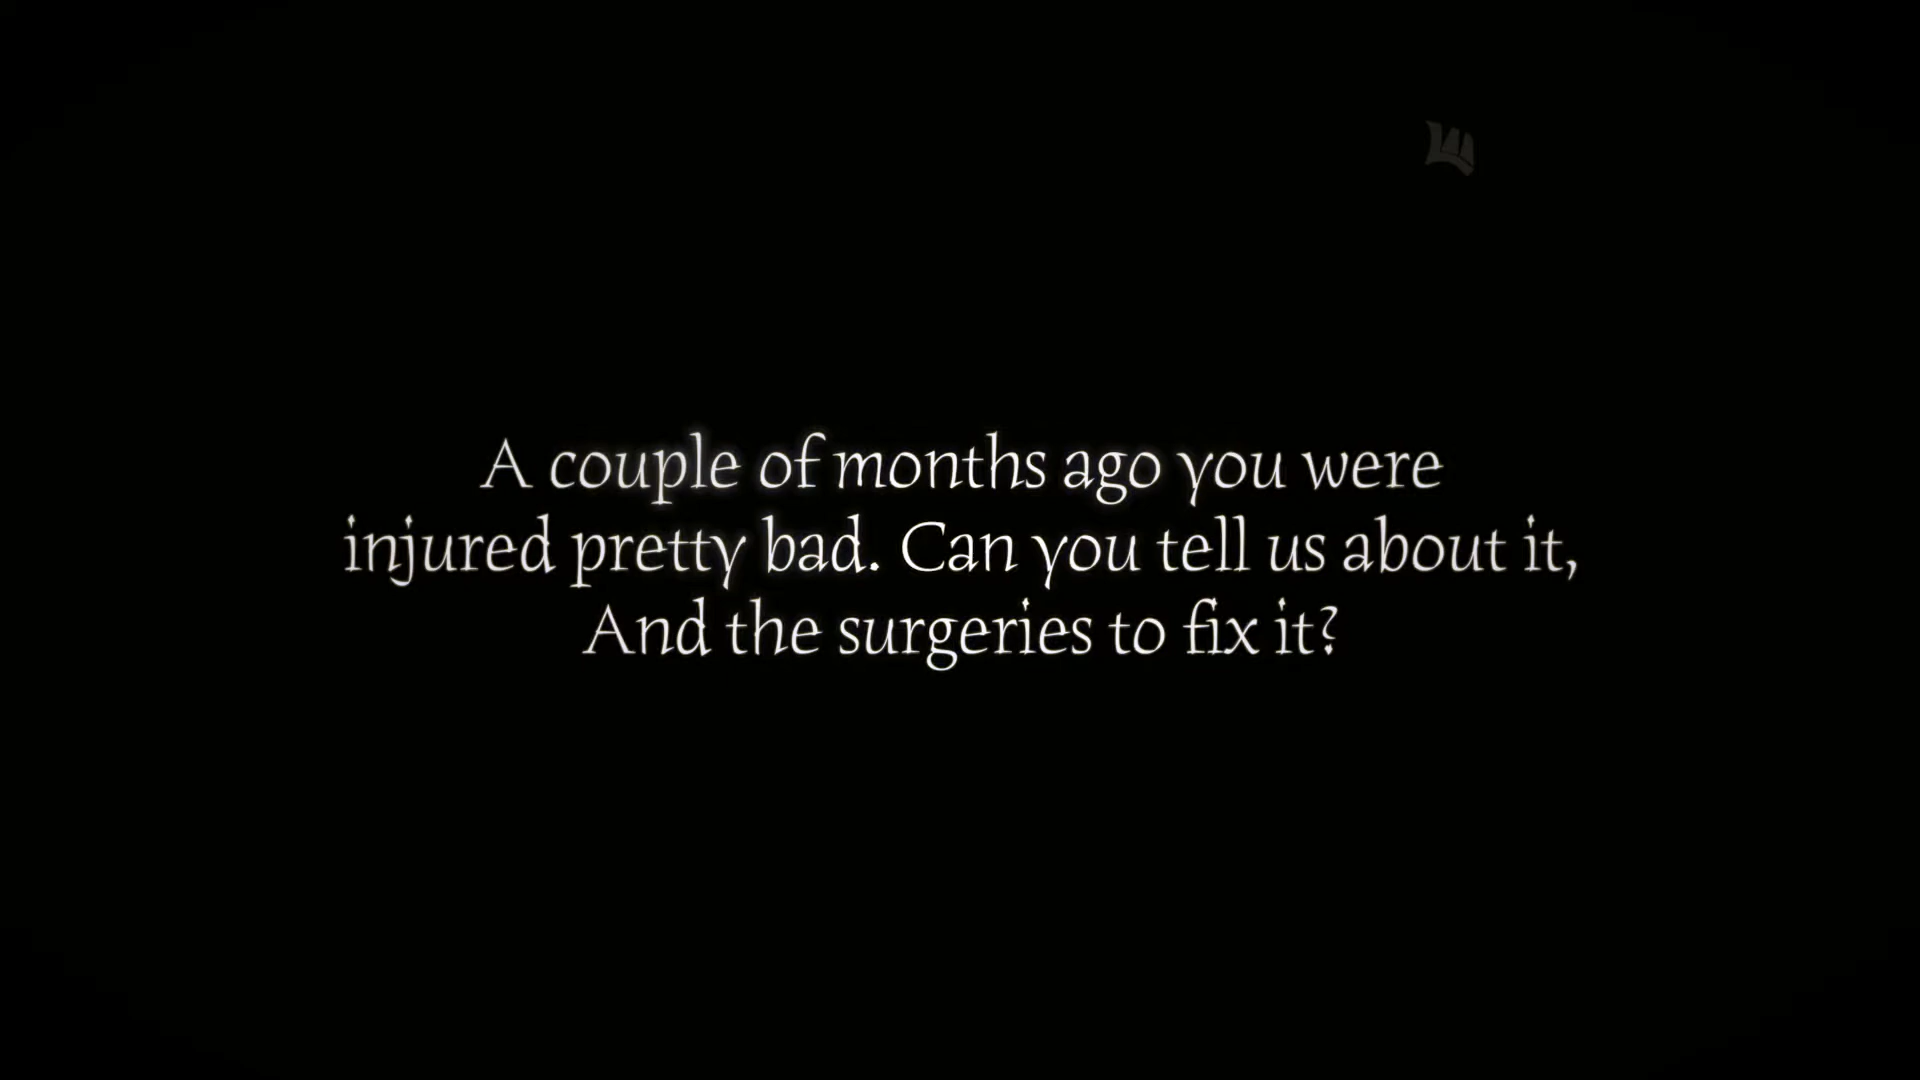 A couple of months ago you were
injured pretty bad. Can you tell us about it,
And the surgeries to fix it?